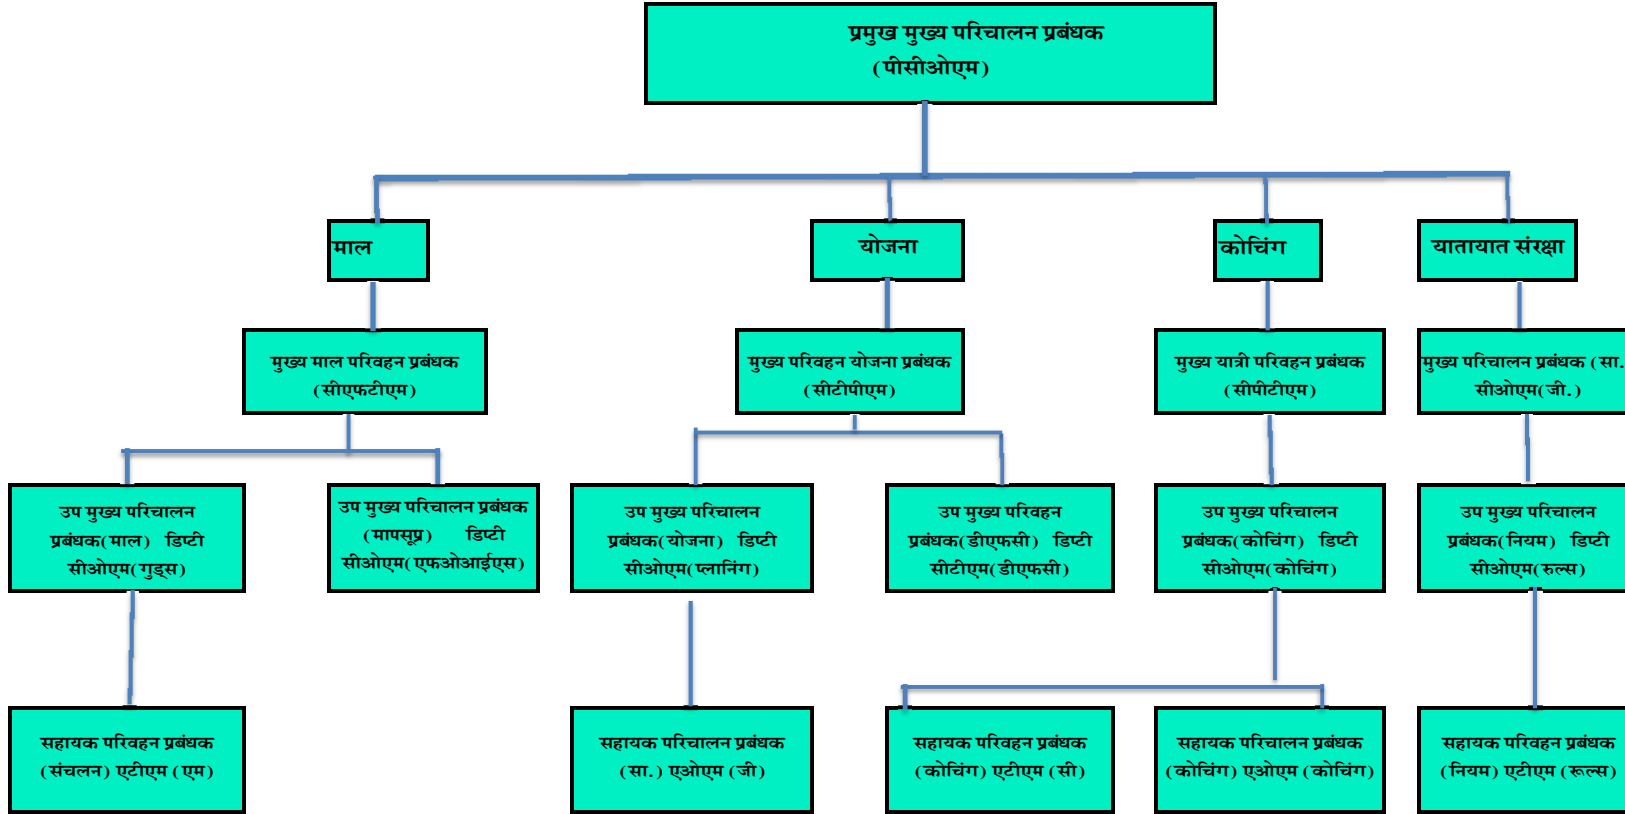 प्रमुख मुख्य परिचालन प्रबंधक
(पीसीओएम)
माल
योजना
कोचिंग
यातायात संरक्षा
मुख्य माल परिवहन प्रबंधक
(सीएफटीएम)
मुख्य परिवहन योजना प्रबंधक
(सीटीपीएम)
मुख्य यात्री परिवहन प्रबंधक
(सीपीटीएम)
मुख्य परिचालन प्रबंधक (सा.
सीओएम(जी.)
उप मुख्य परिचालन
प्रबंधक(माल) डिप्टी
सीओएम(गुड्स)
उप मुख्य परिचालन प्रबंधक
(मापसूप्र) डिप्टी
सीओएम(एफओआईएस)
उप मुख्य परिचालन
प्रबंधक(योजना) डिप्टी
सीओएम(प्लानिंग)
उप मुख्य परिवहन
प्रबंधक(डीएफसी) डिप्टी
सीटीएम(डीएफसी)
उप मुख्य परिचालन
प्रबंधक(कोचिंग) डिप्टी
सीओएम(कोचिंग)
उप मुख्य परिचालन
प्रबंधक(नियम) डिप्टी
सीओएम(रुल्स)
सहायक परिवहन प्रबंधक
(संचलन) एटीएम (एम)
सहायक परिचालन प्रबंधक
(सा.) एओएम (जी)
सहायक परिवहन प्रबंधक
(कोचिंग) एटीएम (सी)
सहायक परिचालन प्रबंधक
(कोचिंग) एओएम (कोचिंग)
सहायक परिवहन प्रबंधक
(नियम) एटीएम (रूल्स)